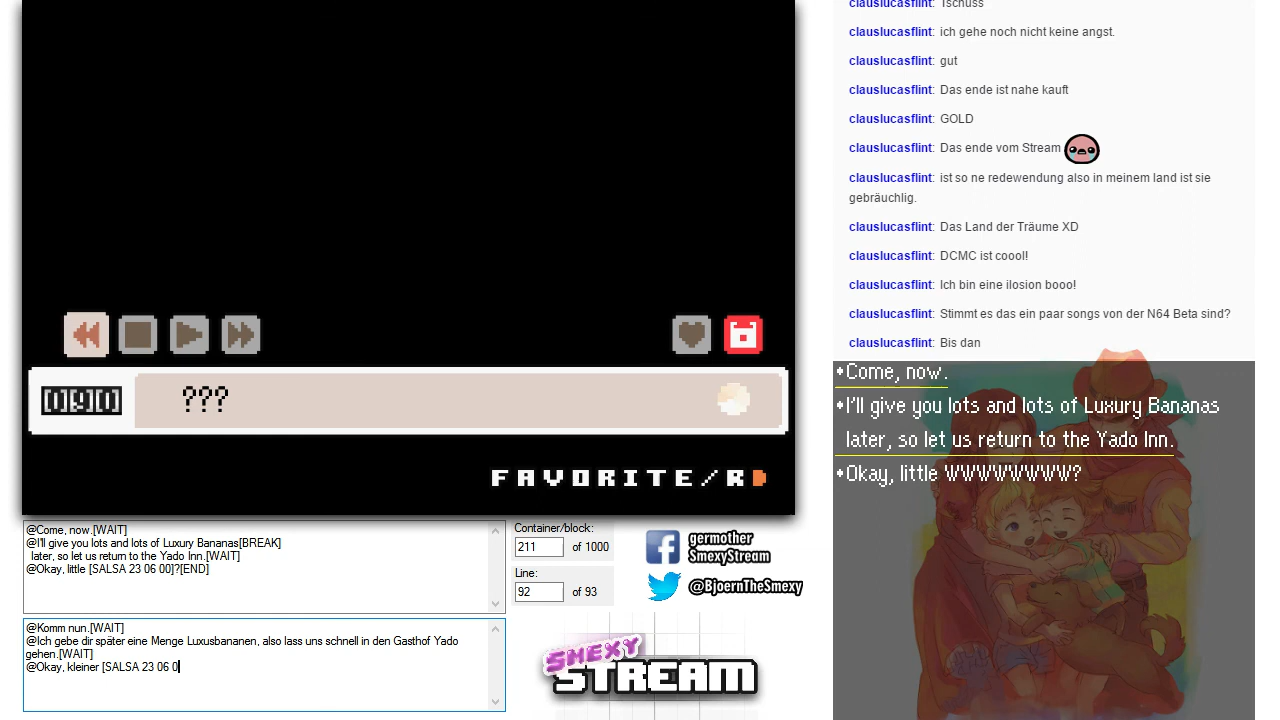 clauslucasflint: Tschüss
clauslucasflint: ich gehe noch nicht keine angst.
clauslucasflint: gut
clauslucasflint: Das ende ist nahe kauft
clauslucasflint: GOLD
clauslucasflint: Das ende vom Stream
clauslucasflint: ist so ne redewendung also in meinem land ist sie
gebräuchlig.
clauslucasflint: Das Land der Träume XD
clauslucasflint: DCMC ist coool!
clauslucasflint: Ich bin eine ilosion booo!
clauslucasflint: Stimmt es das ein paar songs von der N64 Beta sind?
clauslucasflint: Bis dan
090 ???
FAVORITE/R
•Come, now.
•I'll give you lots and lots of Luxury Bananas
later, so let us return to the Yado Inn.
•Okay, little WWWWWWWW?
@Come, now.[WAIT]
@I'll give you lots and lots of Luxury Bananas[BREAK]
later, so let us return to the Yado Inn.[WAIT]
@Okay, little [SALSA 23 06 00]?[END]
@Komm nun.[WAIT]
@Ich gebe dir später eine Menge Luxusbananen, also lass uns schnell in den Gasthof Yado
gehen.[WAIT]
@Okay, kleiner [SALSA 23 06 0
Container/block:
211 of 1000
Line:
92 of 93
germother
SmexyStream
@BjoernTheSmexy
SMEXY
STREAM